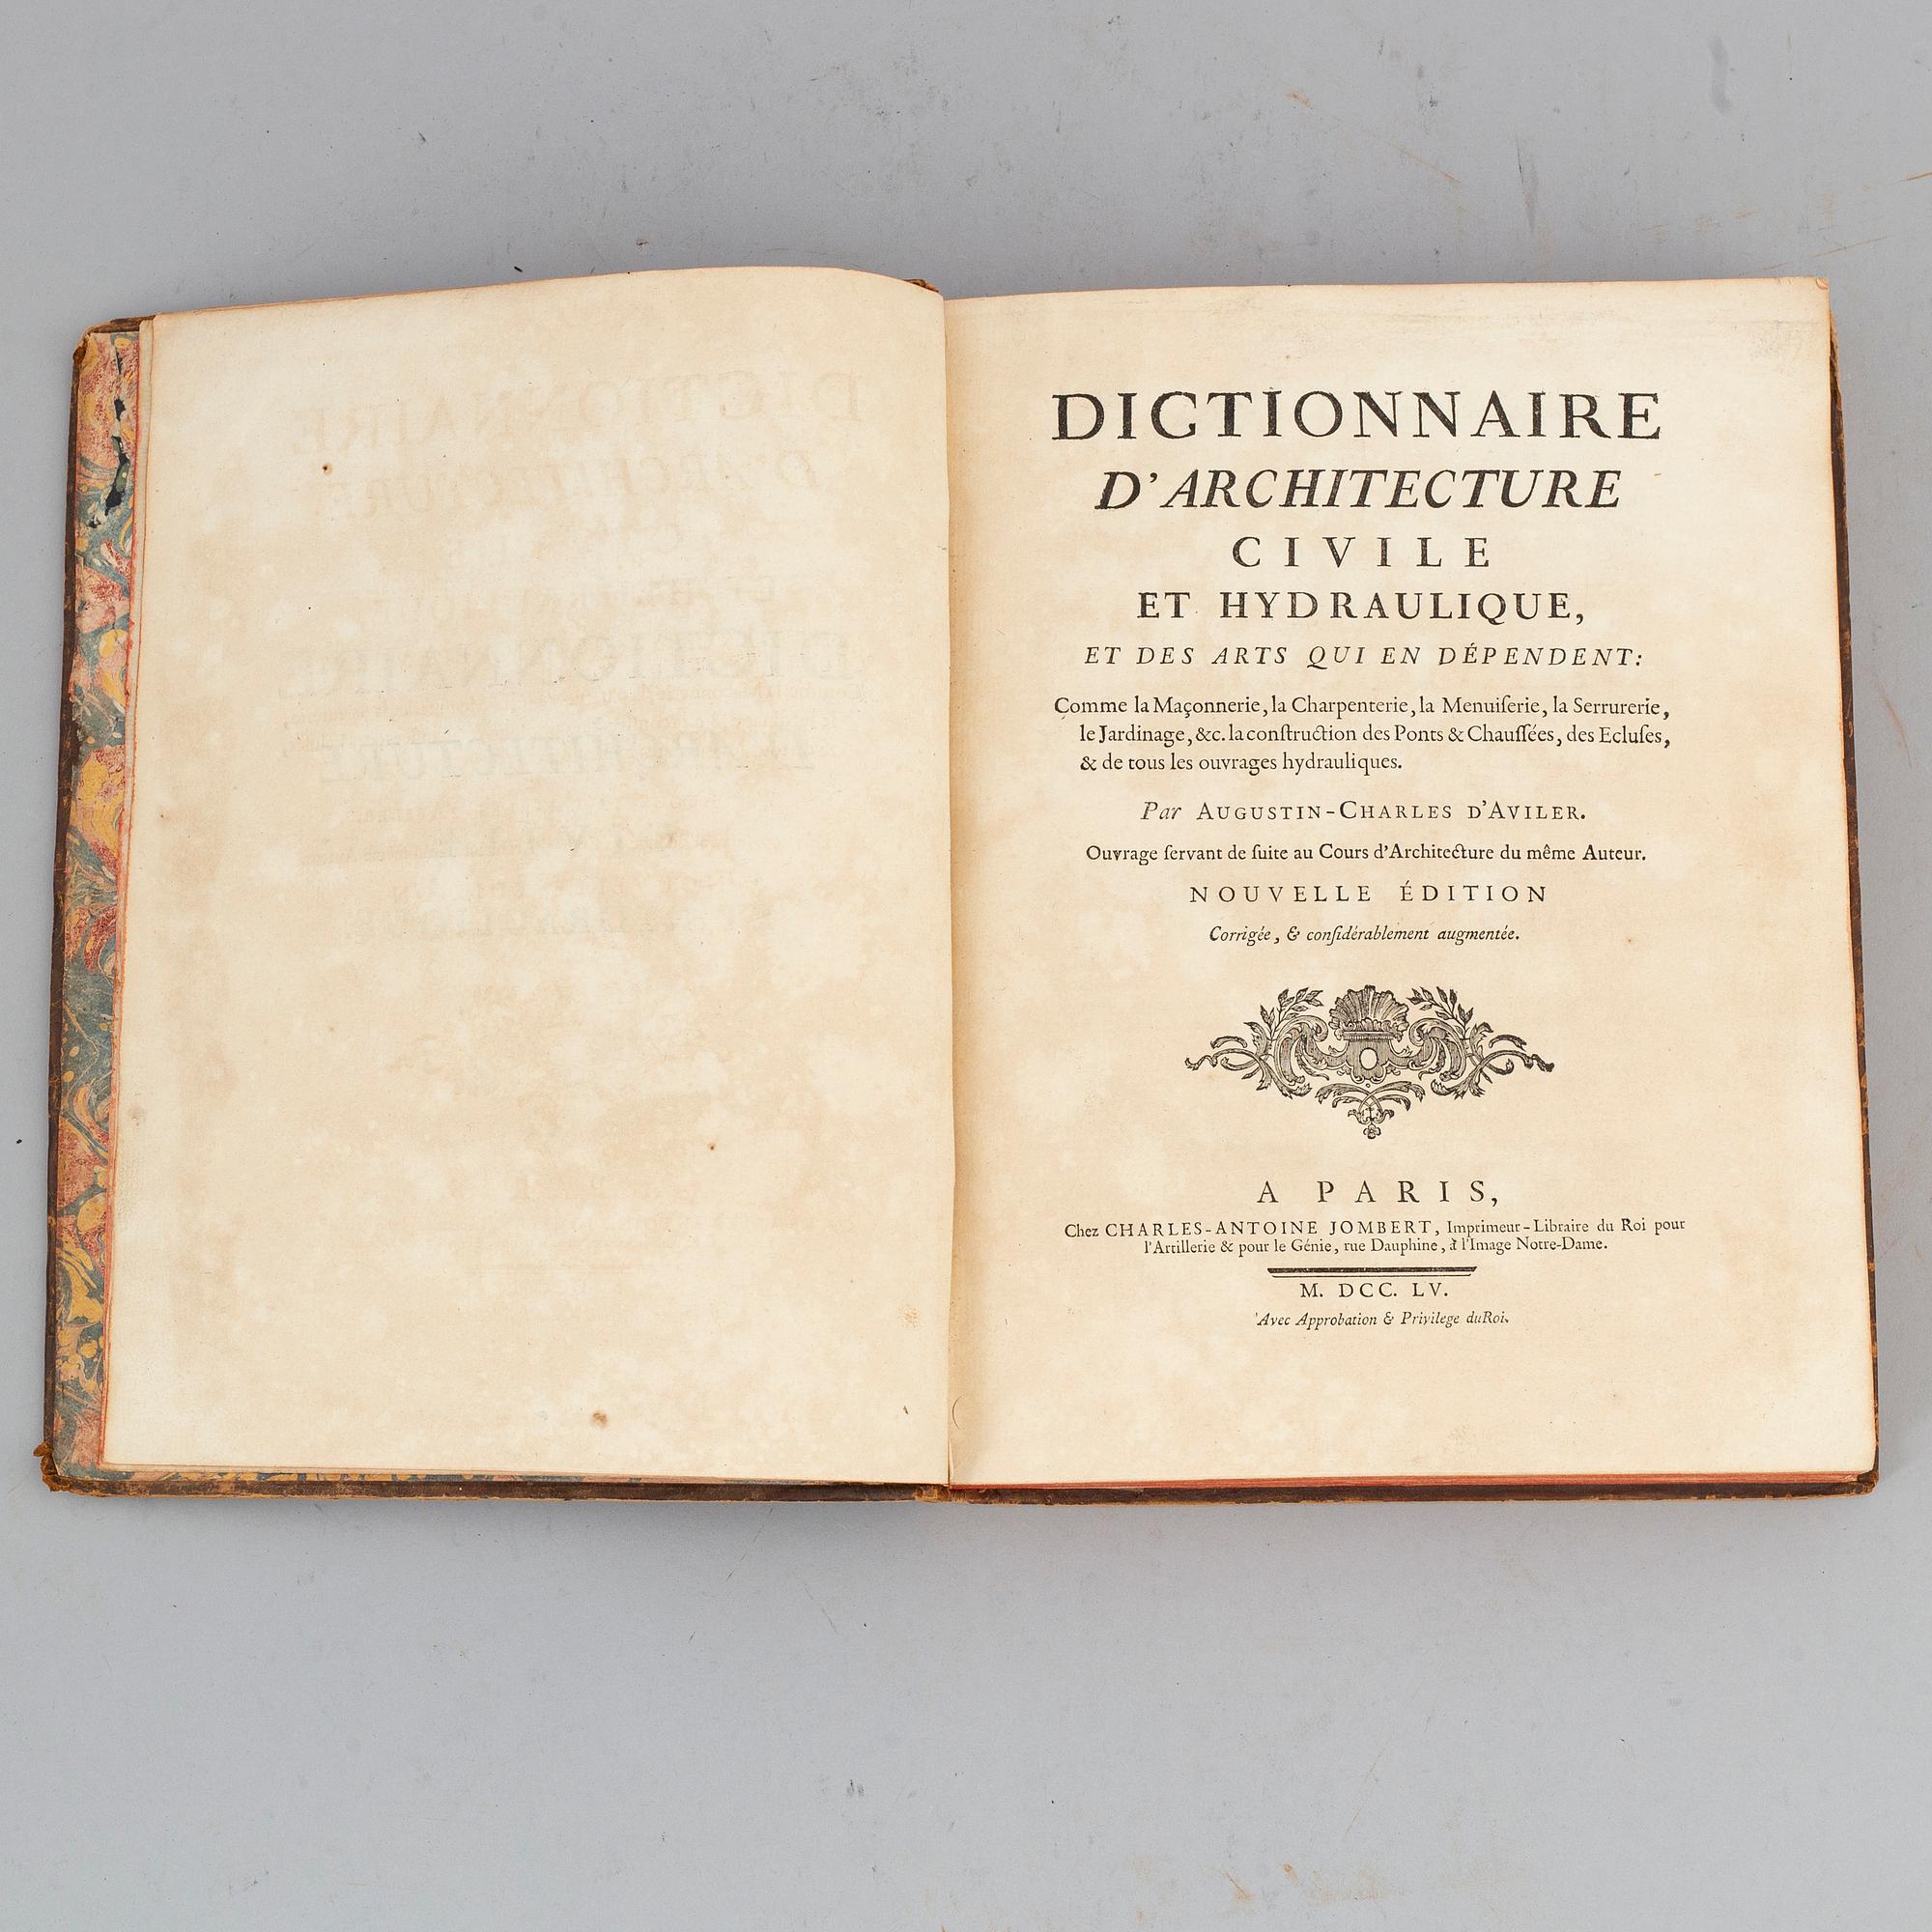 DICTIONNAIRE
D'ARCHITECTURE
CIVILE
ET HYDRAULIQUE,
ET DES ARTS QUI EN DÉPENDENT:
Comme la Maçonnerie, la Charpenterie, la Menuiſerie, la Serrurerie,
le Jardinage, &c. la conſtruction des Ponts & Chauſſées, des Ecluſes,
& de tous les ouvrages hydrauliques.
Par AUGUSTIN-CHARLES D'AVILER.
Ouvrage ſervant de ſuite au Cours d'Architecture du même Auteur.
NOUVELLE ÉDITION
Corrigée, & conſidérablement augmentée.
A PARIS,
Chez CHARLES-ANTOINE JOMBERT, Imprimeur-Libraire du Roi pour
l'Artillerie & pour le Génie, rue Dauphine, à l'Image Notre-Dame.
M. DCC. LV.
Avec Approbation & Privilege du Roi.